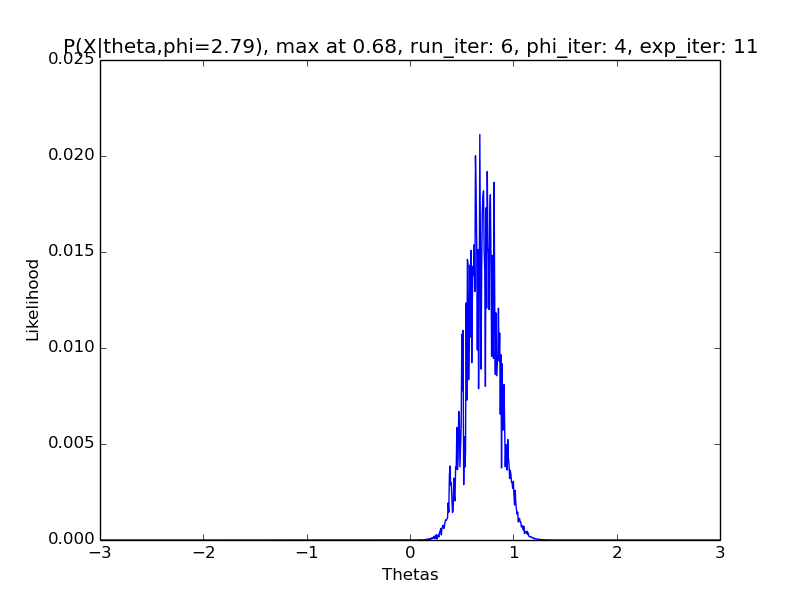 P(X|theta,phi=2.79), max at 0.68, run_iter: 6, phi_iter: 4, exp_iter: 11
0.025
0.020
0.015
0.010
0.005
0.000
Likelihood
−3 −2 −1 0 1 2 3
Thetas